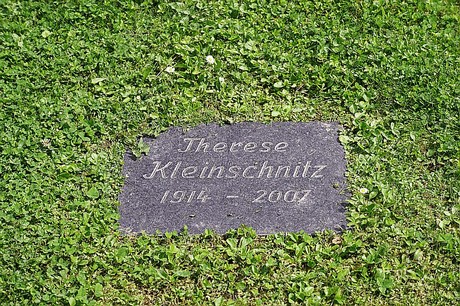 Therese
Kleinschnitz
1914 - 2007